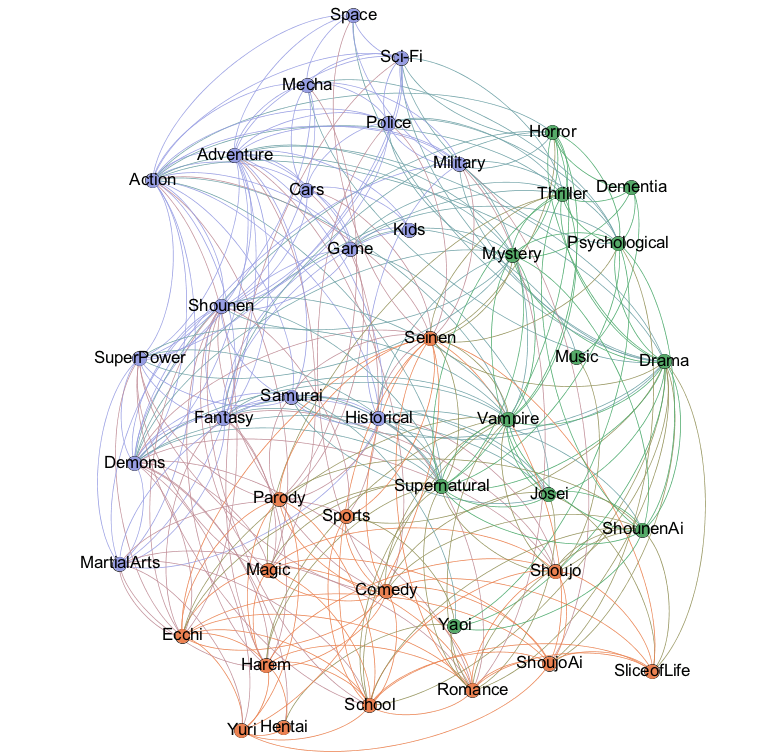 Space
Sci-Fi
Mecha
Police
Horror
Adventure
Military
Action
Cars
Thriller
Dementia
Kids
Game
Mystery
Psychological
Shounen
Seinen
SuperPower
Music
Drama
Samurai
Fantasy
Historical
Vampire
Demons
Supernatural
Josei
Parody
Sports
ShounenAi
MartialArts
Magic
Shoujo
Comedy
Yaoi
Ecchi
Harem
ShoujoAi
SliceofLife
Romance
School
Yuri
Hentai